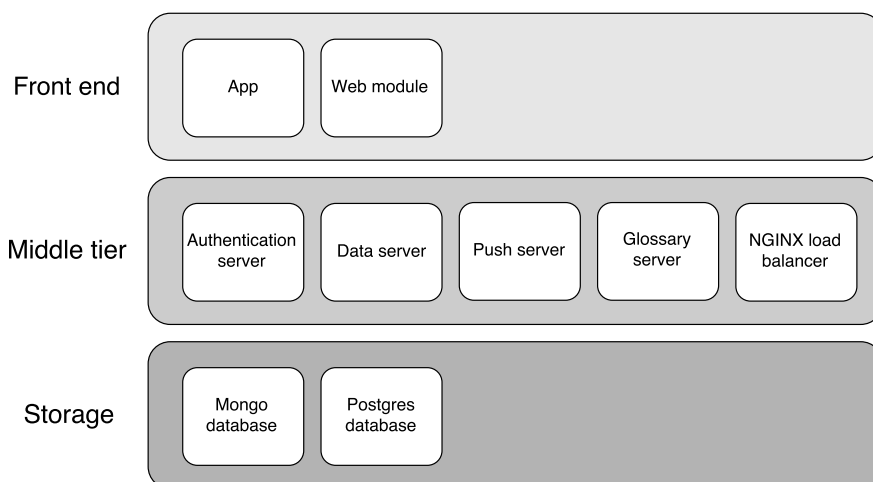 Front end
App
Web module
Middle tier
Authentication
server
Data server
Push server
Glossary
server
NGINX load
balancer
Storage
Mongo
database
Postgres
database